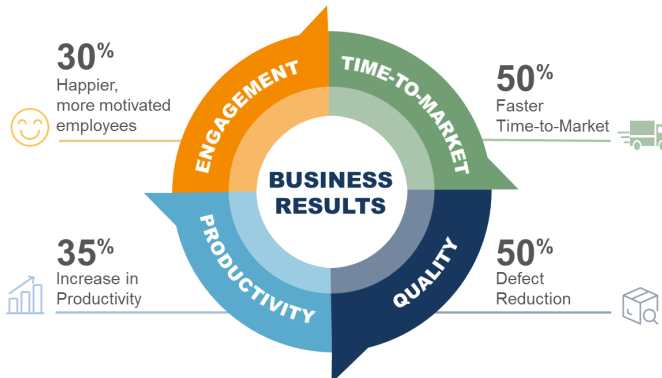 30%
Happier,
more motivated
employees
ENGAGEMENT
TIME-TO-MARKET
50%
Faster
Time-to-Market
BUSINESS
RESULTS
35%
Increase in
Productivity
PRODUCTIVITY
QUALITY
50%
Defect
Reduction